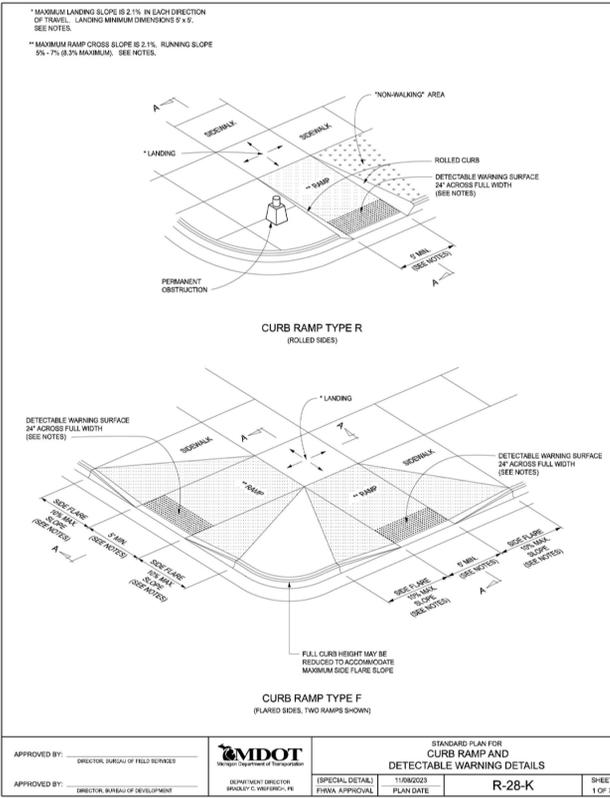 * MAXIMUM LANDING SLOPE IS 2.1% IN EACH DIRECTION
OF TRAVEL. LANDING MINIMUM DIMENSIONS 5' x 5'.
SEE NOTES.
** MAXIMUM RAMP CROSS SLOPE IS 2.1%, RUNNING SLOPE
5% - 7% (8.3% MAXIMUM). SEE NOTES.
A
"NON-WALKING" AREA
SIDEWALK
SIDEWALK
* LANDING
ROLLED CURB
** RAMP
DETECTABLE WARNING SURFACE
24" ACROSS FULL WIDTH
(SEE NOTES)
5' MIN.
(SEE NOTES)
A
PERMANENT
OBSTRUCTION
CURB RAMP TYPE R
(ROLLED SIDES)
* LANDING
DETECTABLE WARNING SURFACE
24" ACROSS FULL WIDTH
(SEE NOTES)
A
A
SIDEWALK
SIDEWALK
DETECTABLE WARNING SURFACE
24" ACROSS FULL WIDTH
(SEE NOTES)
** RAMP
** RAMP
SIDE FLARE
10% MAX.
SLOPE
(SEE NOTES)
5' MIN.
(SEE NOTES)
SIDE FLARE
10% MAX.
SLOPE
(SEE NOTES)
A
SIDE FLARE
10% MAX.
SLOPE
(SEE NOTES)
5' MIN.
(SEE NOTES)
SIDE FLARE
10% MAX.
SLOPE
(SEE NOTES)
A
FULL CURB HEIGHT MAY BE
REDUCED TO ACCOMMODATE
MAXIMUM SIDE FLARE SLOPE
CURB RAMP TYPE F
(FLARED SIDES, TWO RAMPS SHOWN)
APPROVED BY:
DIRECTOR, BUREAU OF FIELD SERVICES
APPROVED BY:
DIRECTOR, BUREAU OF DEVELOPMENT
MDOT
Michigan Department of Transportation
DEPARTMENT DIRECTOR
BRADLEY C. WIEFERICH, PE
STANDARD PLAN FOR
CURB RAMP AND
DETECTABLE WARNING DETAILS
(SPECIAL DETAIL)
FHWA APPROVAL
11/08/2023
PLAN DATE
R-28-K
SHEET
1 OF